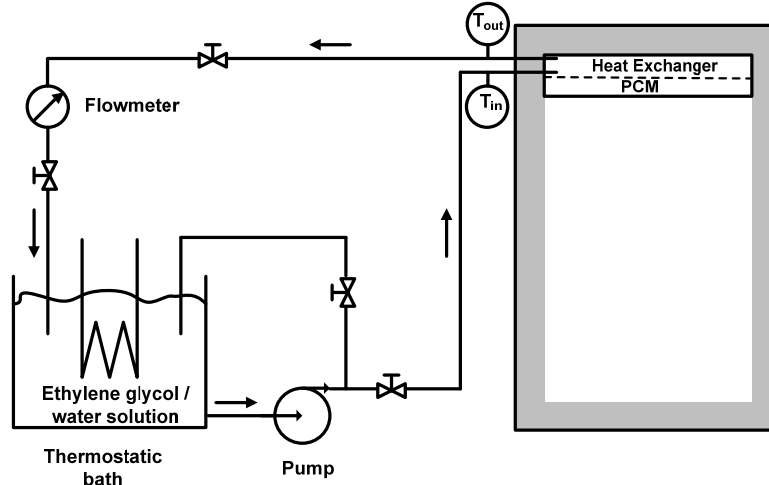 Tout
Heat Exchanger
PCM
Tin
Flowmeter
Ethylene glycol /
water solution
Thermostatic
bath
Pump